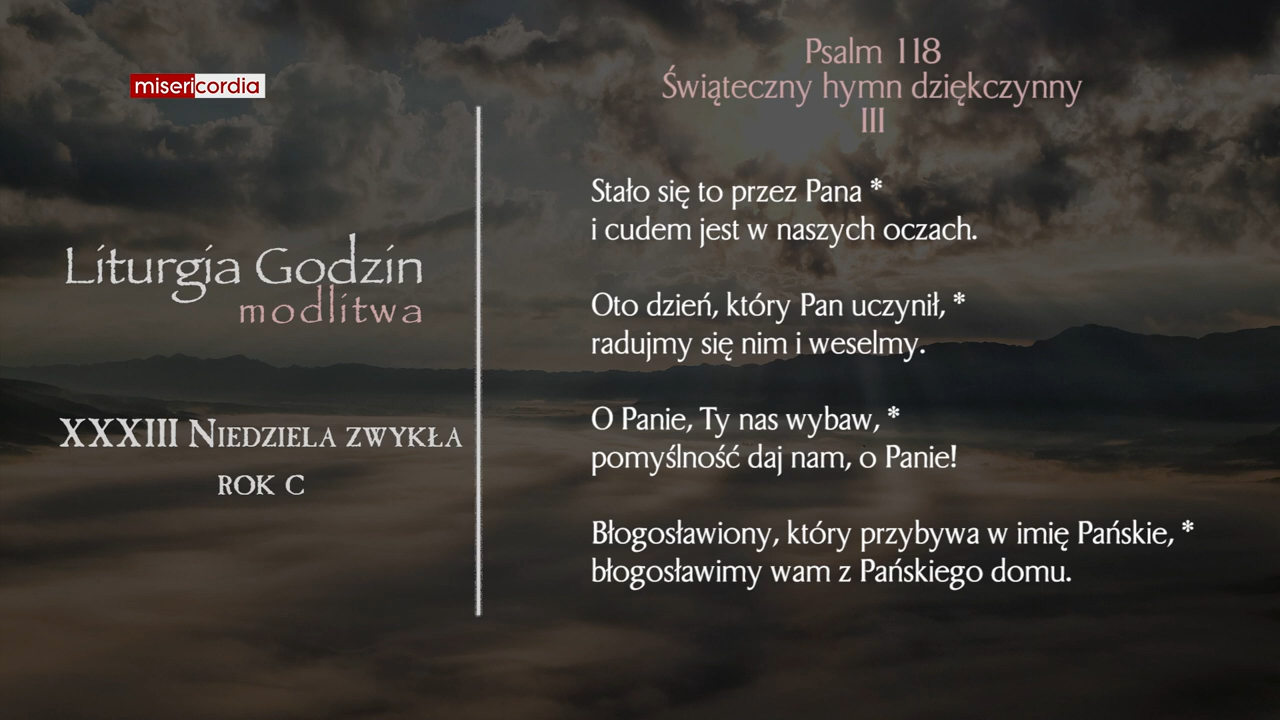 misericordia
Liturgia Godzin
modlitwa
XXXIII Niedziela zwykła
rok C
Psalm 118
Świąteczny hymn dziękczynny
III
Stało się to przez Pana *
i cudem jest w naszych oczach.
Oto dzień, który Pan uczynił, *
radujmy się nim i weselmy.
O Panie, Ty nas wybaw, *
pomyślność daj nam, o Panie!
Błogosławiony, który przybywa w imię Pańskie, *
błogosławimy wam z Pańskiego domu.